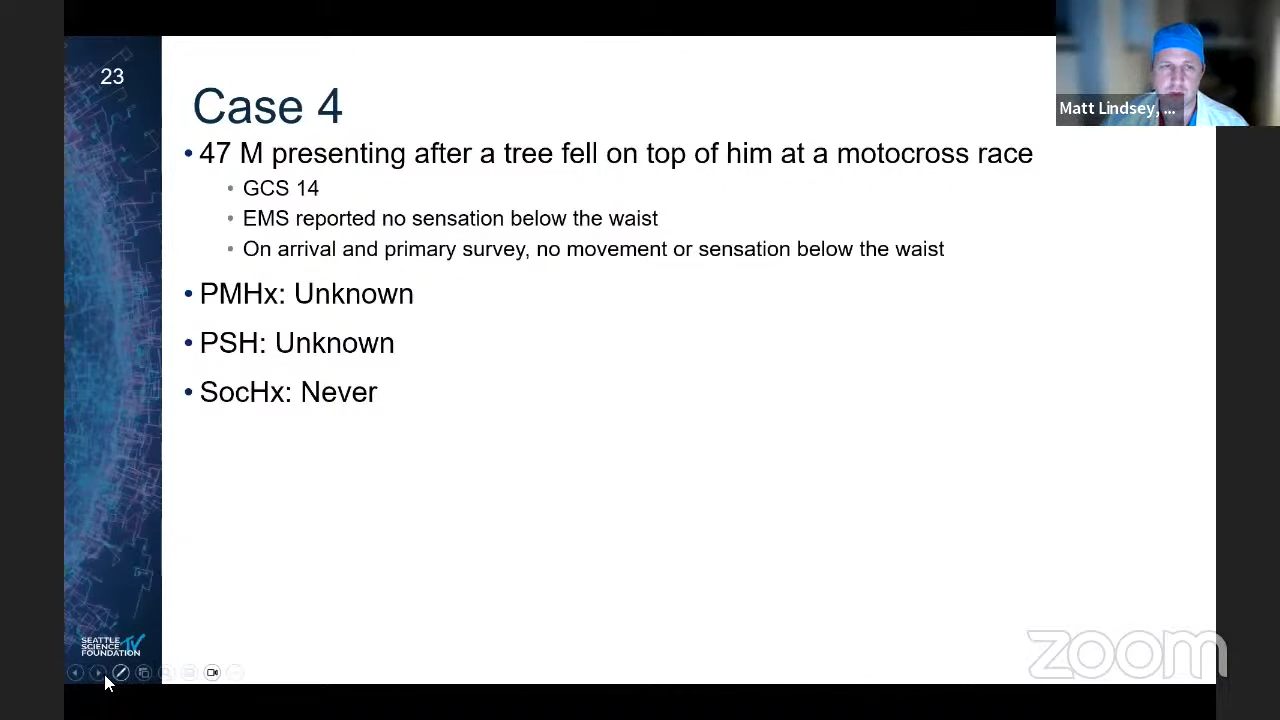 23
Case 4
• 47 M presenting after a tree fell on top of him at a motocross race
• GCS 14
• EMS reported no sensation below the waist
• On arrival and primary survey, no movement or sensation below the waist
• PMHx: Unknown
• PSH: Unknown
• SocHx: Never
Matt Lindsey, ...
SEATTLE
SCIENCE
FOUNDATION
TV
zoom